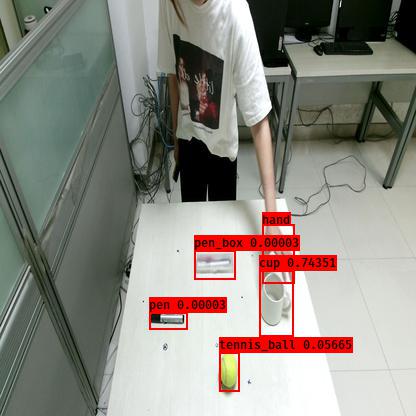 hand
pen_box 0.00003
cup 0.74351
pen 0.00003
tennis_ball 0.05665